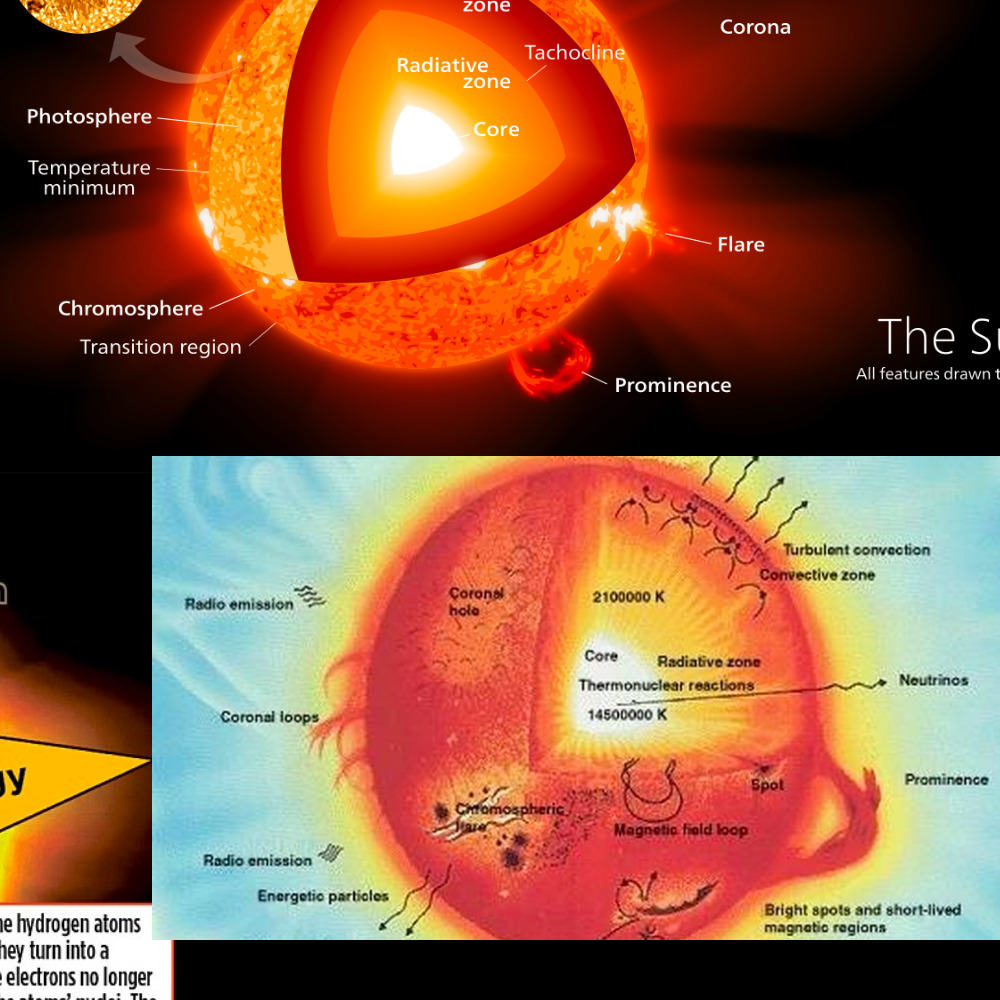 zone
Corona
Tachocline
Radiative
zone
Core
Photosphere
Temperature
minimum
Flare
Chromosphere
Transition region
The Su
All features drawn t
Prominence
Turbulent convection
Convective zone
Coronal
hole
2100000 K
Radio emission
Core
Radiative zone
Thermonuclear reactions
Neutrinos
14500000 K
Coronal loops
gy
Spot
Prominence
Chromospheric
flare
Magnetic field loop
Radio emission
Energetic particles
Bright spots and short-lived
magnetic regions
ne hydrogen atoms
hey turn into a
e electrons no longer